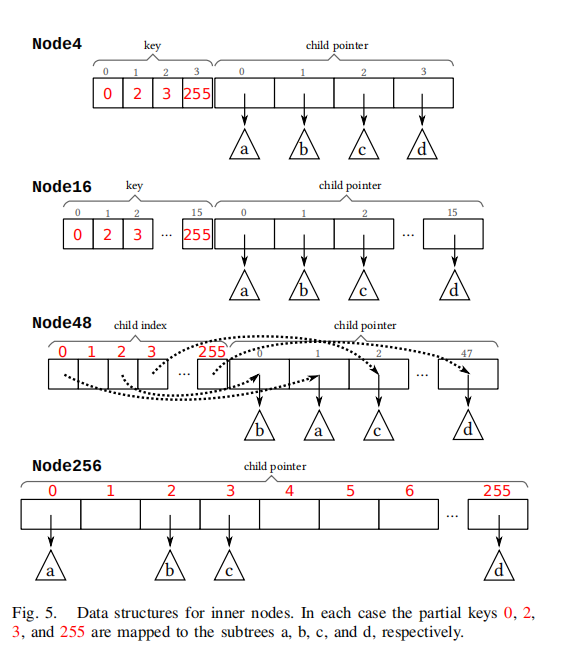 Node4
key
child pointer
0 1 2 3 0 1 2 3
0 2 3 255
a b c d
Node16
key
child pointer
0 1 2 15 0 1 2 15
0 2 3 ... 255 ...
a b c d
Node48
child index
child pointer
0 1 2 3 255 0 1 2 47
... ...
b a c d
Node256
child pointer
0 1 2 3 4 5 6 255
...
a b c d
Fig. 5. Data structures for inner nodes. In each case the partial keys 0, 2,
3, and 255 are mapped to the subtrees a, b, c, and d, respectively.